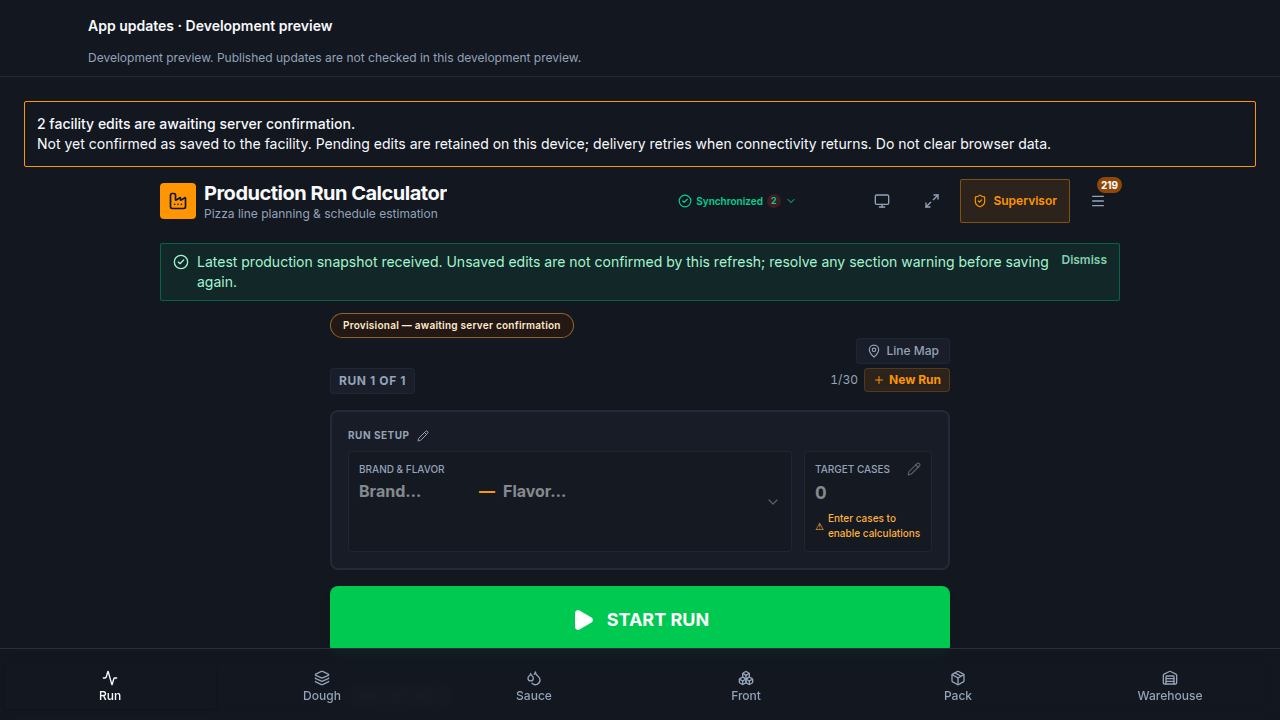 App updates · Development preview
Development preview. Published updates are not checked in this development preview.
2 facility edits are awaiting server confirmation.
Not yet confirmed as saved to the facility. Pending edits are retained on this device; delivery retries when connectivity returns. Do not clear browser data.
Production Run Calculator
Pizza line planning & schedule estimation
Synchronized 2
Supervisor
219
Latest production snapshot received. Unsaved edits are not confirmed by this refresh; resolve any section warning before saving
again.
Dismiss
Provisional — awaiting server confirmation
Line Map
RUN 1 OF 1
1/30
+ New Run
RUN SETUP
BRAND & FLAVOR
Brand... — Flavor...
TARGET CASES
0
⚠ Enter cases to
enable calculations
START RUN
Run
Dough
Sauce
Front
Pack
Warehouse